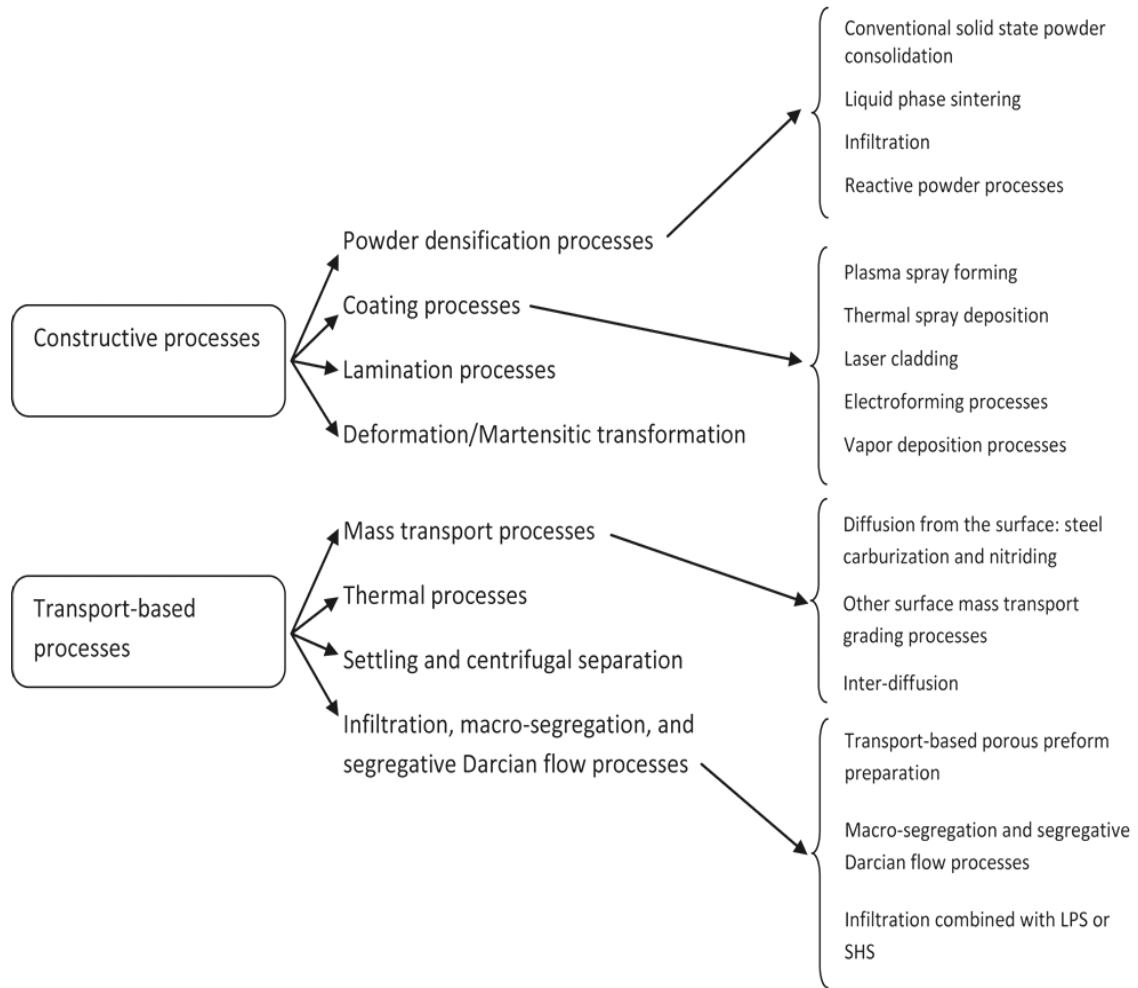 Constructive processes
Powder densification processes
Coating processes
Lamination processes
Deformation/Martensitic transformation
Conventional solid state powder
consolidation
Liquid phase sintering
Infiltration
Reactive powder processes
Plasma spray forming
Thermal spray deposition
Laser cladding
Electroforming processes
Vapor deposition processes
Transport-based
processes
Mass transport processes
Thermal processes
Settling and centrifugal separation
Infiltration, macro-segregation, and
segregative Darcian flow processes
Diffusion from the surface: steel
carburization and nitriding
Other surface mass transport
grading processes
Inter-diffusion
Transport-based porous preform
preparation
Macro-segregation and segregative
Darcian flow processes
Infiltration combined with LPS or
SHS